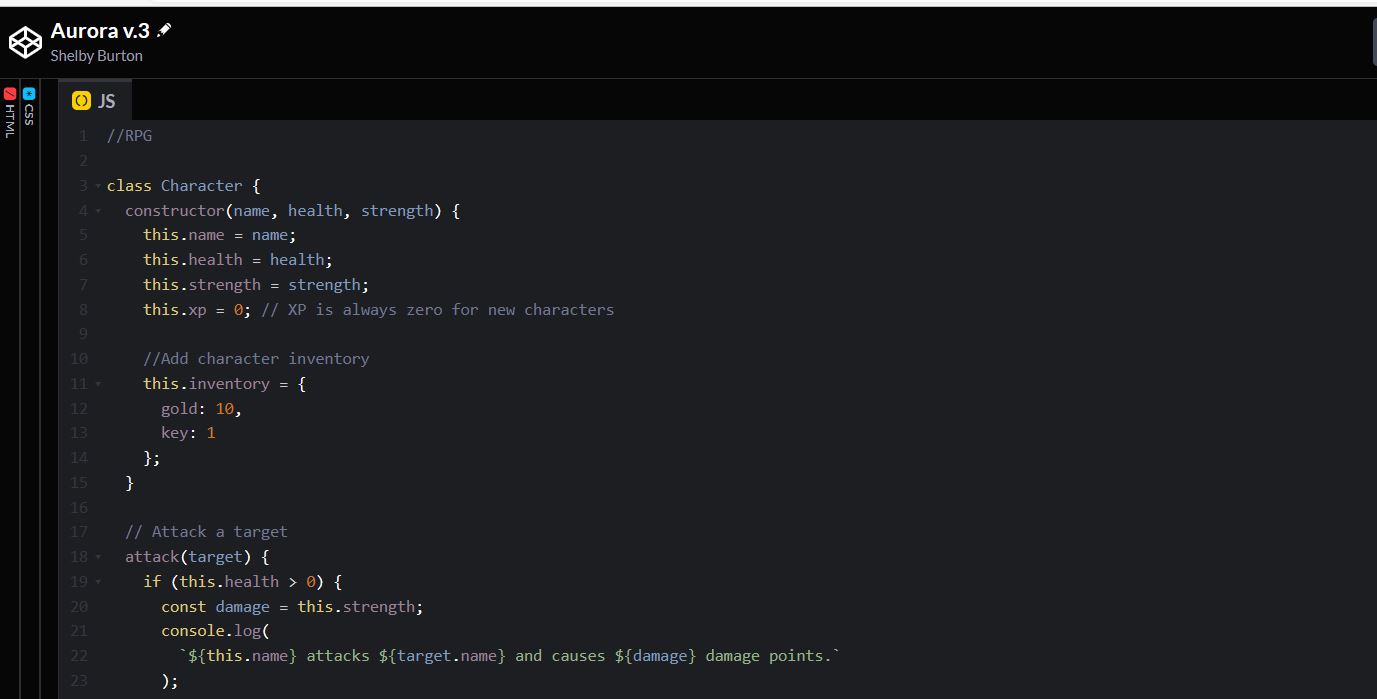 Aurora v.3
Shelby Burton
HTML
CSS
JS
1 //RPG
2
3 class Character {
4   constructor(name, health, strength) {
5     this.name = name;
6     this.health = health;
7     this.strength = strength;
8     this.xp = 0; // XP is always zero for new characters
9
10     //Add character inventory
11     this.inventory = {
12       gold: 10,
13       key: 1
14     };
15   }
16
17   // Attack a target
18   attack(target) {
19     if (this.health > 0) {
20       const damage = this.strength;
21       console.log(
22         `${this.name} attacks ${target.name} and causes ${damage} damage points.`
23       );